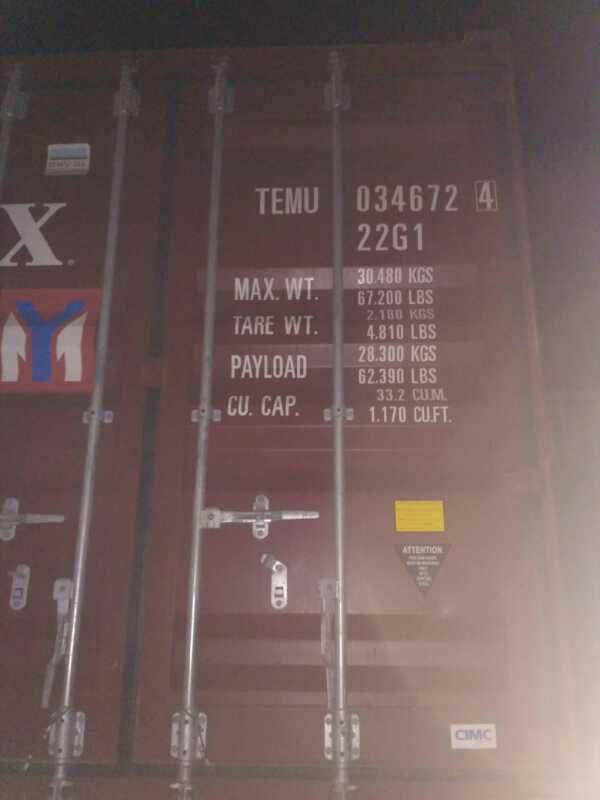 X.
TEMU 034672 4
22G1
MAX. WT. 30.480 KGS
67.200 LBS
TARE WT. 2.180 KGS
4.810 LBS
PAYLOAD 28.300 KGS
62.390 LBS
CU. CAP. 33.2 CU.M.
1.170 CU.FT.
ATTENTION
CIMC